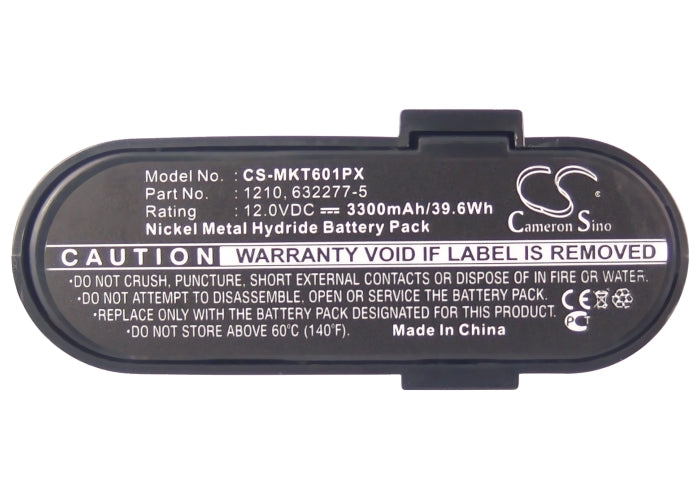 Model No. : CS-MKT601PX
Part No. : 1210, 632277-5
Rating : 12.0VDC ⎓ 3300mAh/39.6Wh
Nickel Metal Hydride Battery Pack
CS
Cameron Sino
CAUTION WARRANTY VOID IF LABEL IS REMOVED
•DO NOT CRUSH, PUNCTURE, SHORT EXTERNAL CONTACTS OR DISPOSE OF IN FIRE OR WATER.
•DO NOT ATTEMPT TO DISASSEMBLE, OPEN OR SERVICE THE BATTERY PACK.
•REPLACE ONLY WITH THE BATTERY PACK DESIGNATED FOR THIS PRODUCT.
•DO NOT STORE ABOVE 60°C (140°F). Made In China
CE
PCT